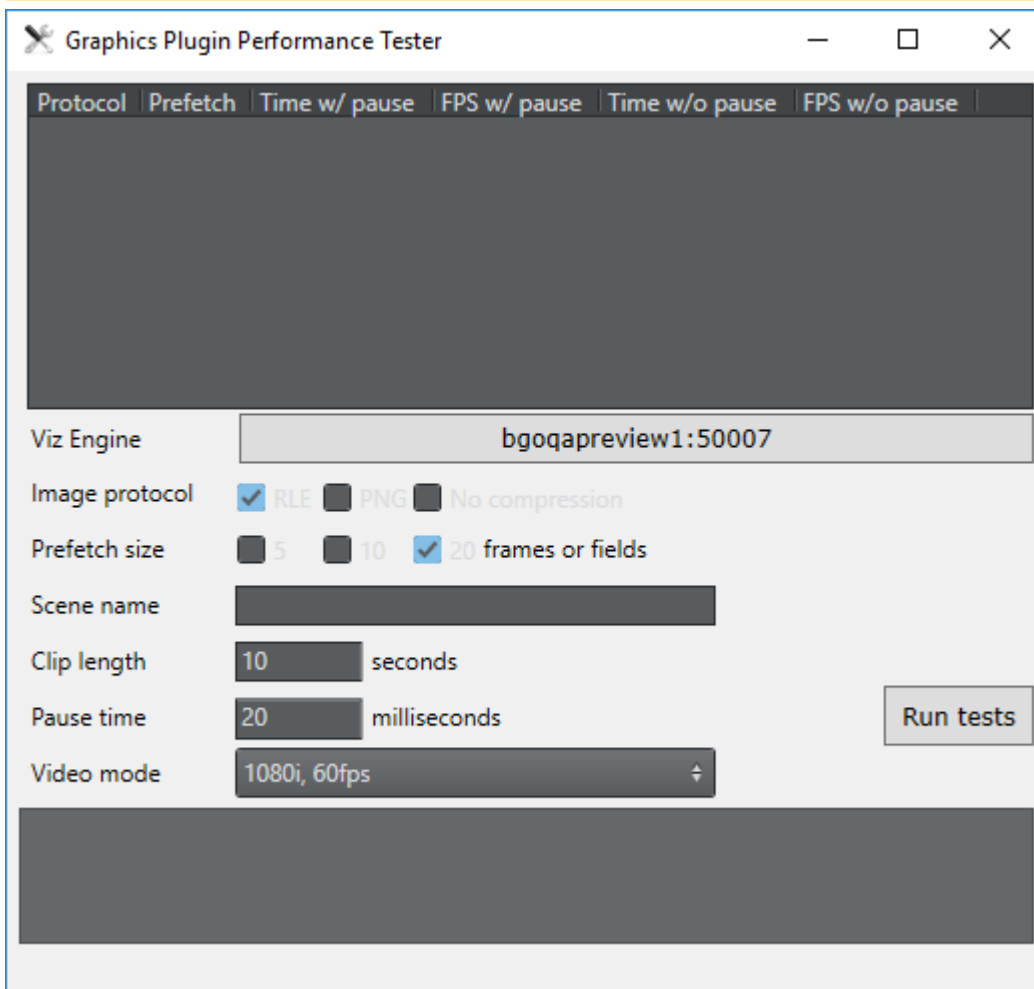 Graphics Plugin Performance Tester
Protocol Prefetch Time w/ pause FPS w/ pause Time w/o pause FPS w/o pause
Viz Engine bgoqapreview1:50007
Image protocol RLE PNG No compression
Prefetch size 5 10 20 frames or fields
Scene name
Clip length 10 seconds
Pause time 20 milliseconds
Run tests
Video mode 1080i, 60fps